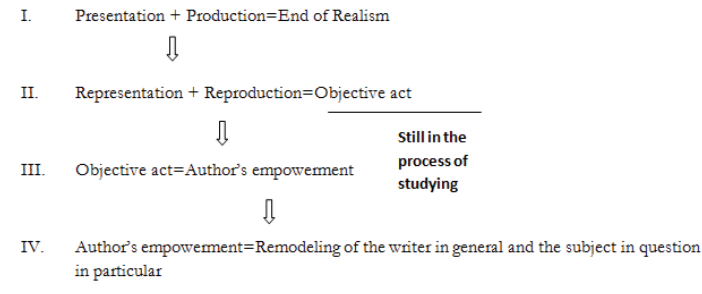 I. Presentation + Production=End of Realism
II. Representation + Reproduction=Objective act
Still in the
process of
studying
III. Objective act=Author's empowerment
IV. Author's empowerment=Remodeling of the writer in general and the subject in question
in particular